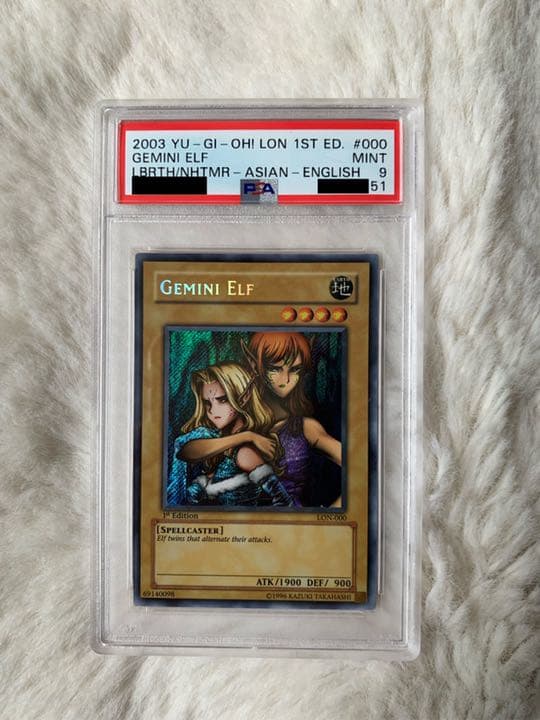 2003 YU-GI-OH! LON 1ST ED. #000
GEMINI ELF MINT
LBRTH/NHTMR-ASIAN-ENGLISH 9
PSA 51
GEMINI ELF
地
1st Edition LON-000
[SPELLCASTER]
Elf twins that alternate their attacks.
ATK/1900 DEF/ 900
69140098 ©1996 KAZUKI TAKAHASHI